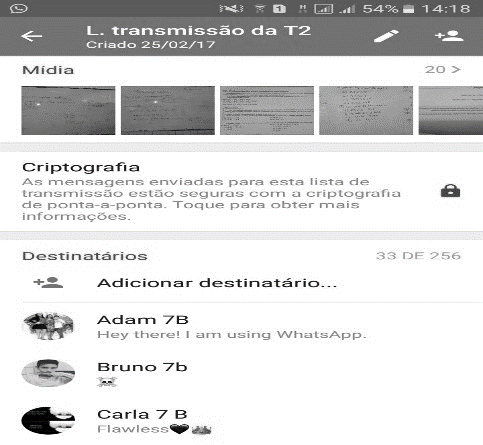 54% 14:18
L. transmissão da T2
Criado 25/02/17
Mídia 20 >
Criptografia
As mensagens enviadas para esta lista de
transmissão estão seguras com a criptografia
de ponta-a-ponta. Toque para obter mais
informações.
Destinatários 33 DE 256
Adicionar destinatário...
Adam 7B
Hey there! I am using WhatsApp.
Bruno 7b
☠
Carla 7 B
Flawless🖤👑